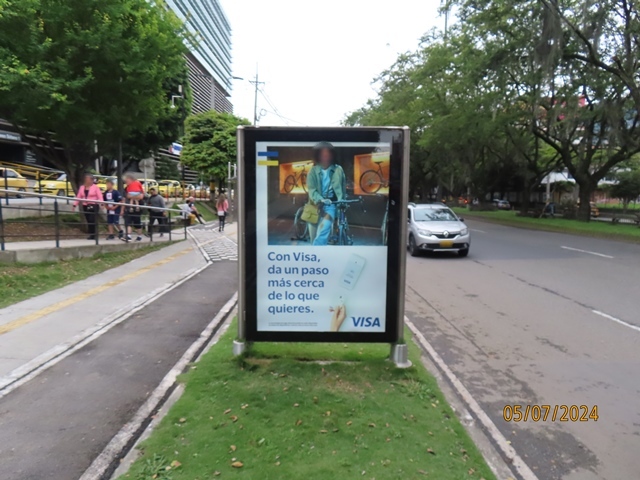 Con Visa,
da un paso
más cerca
de lo que
quieres.
VISA
05/07/2024